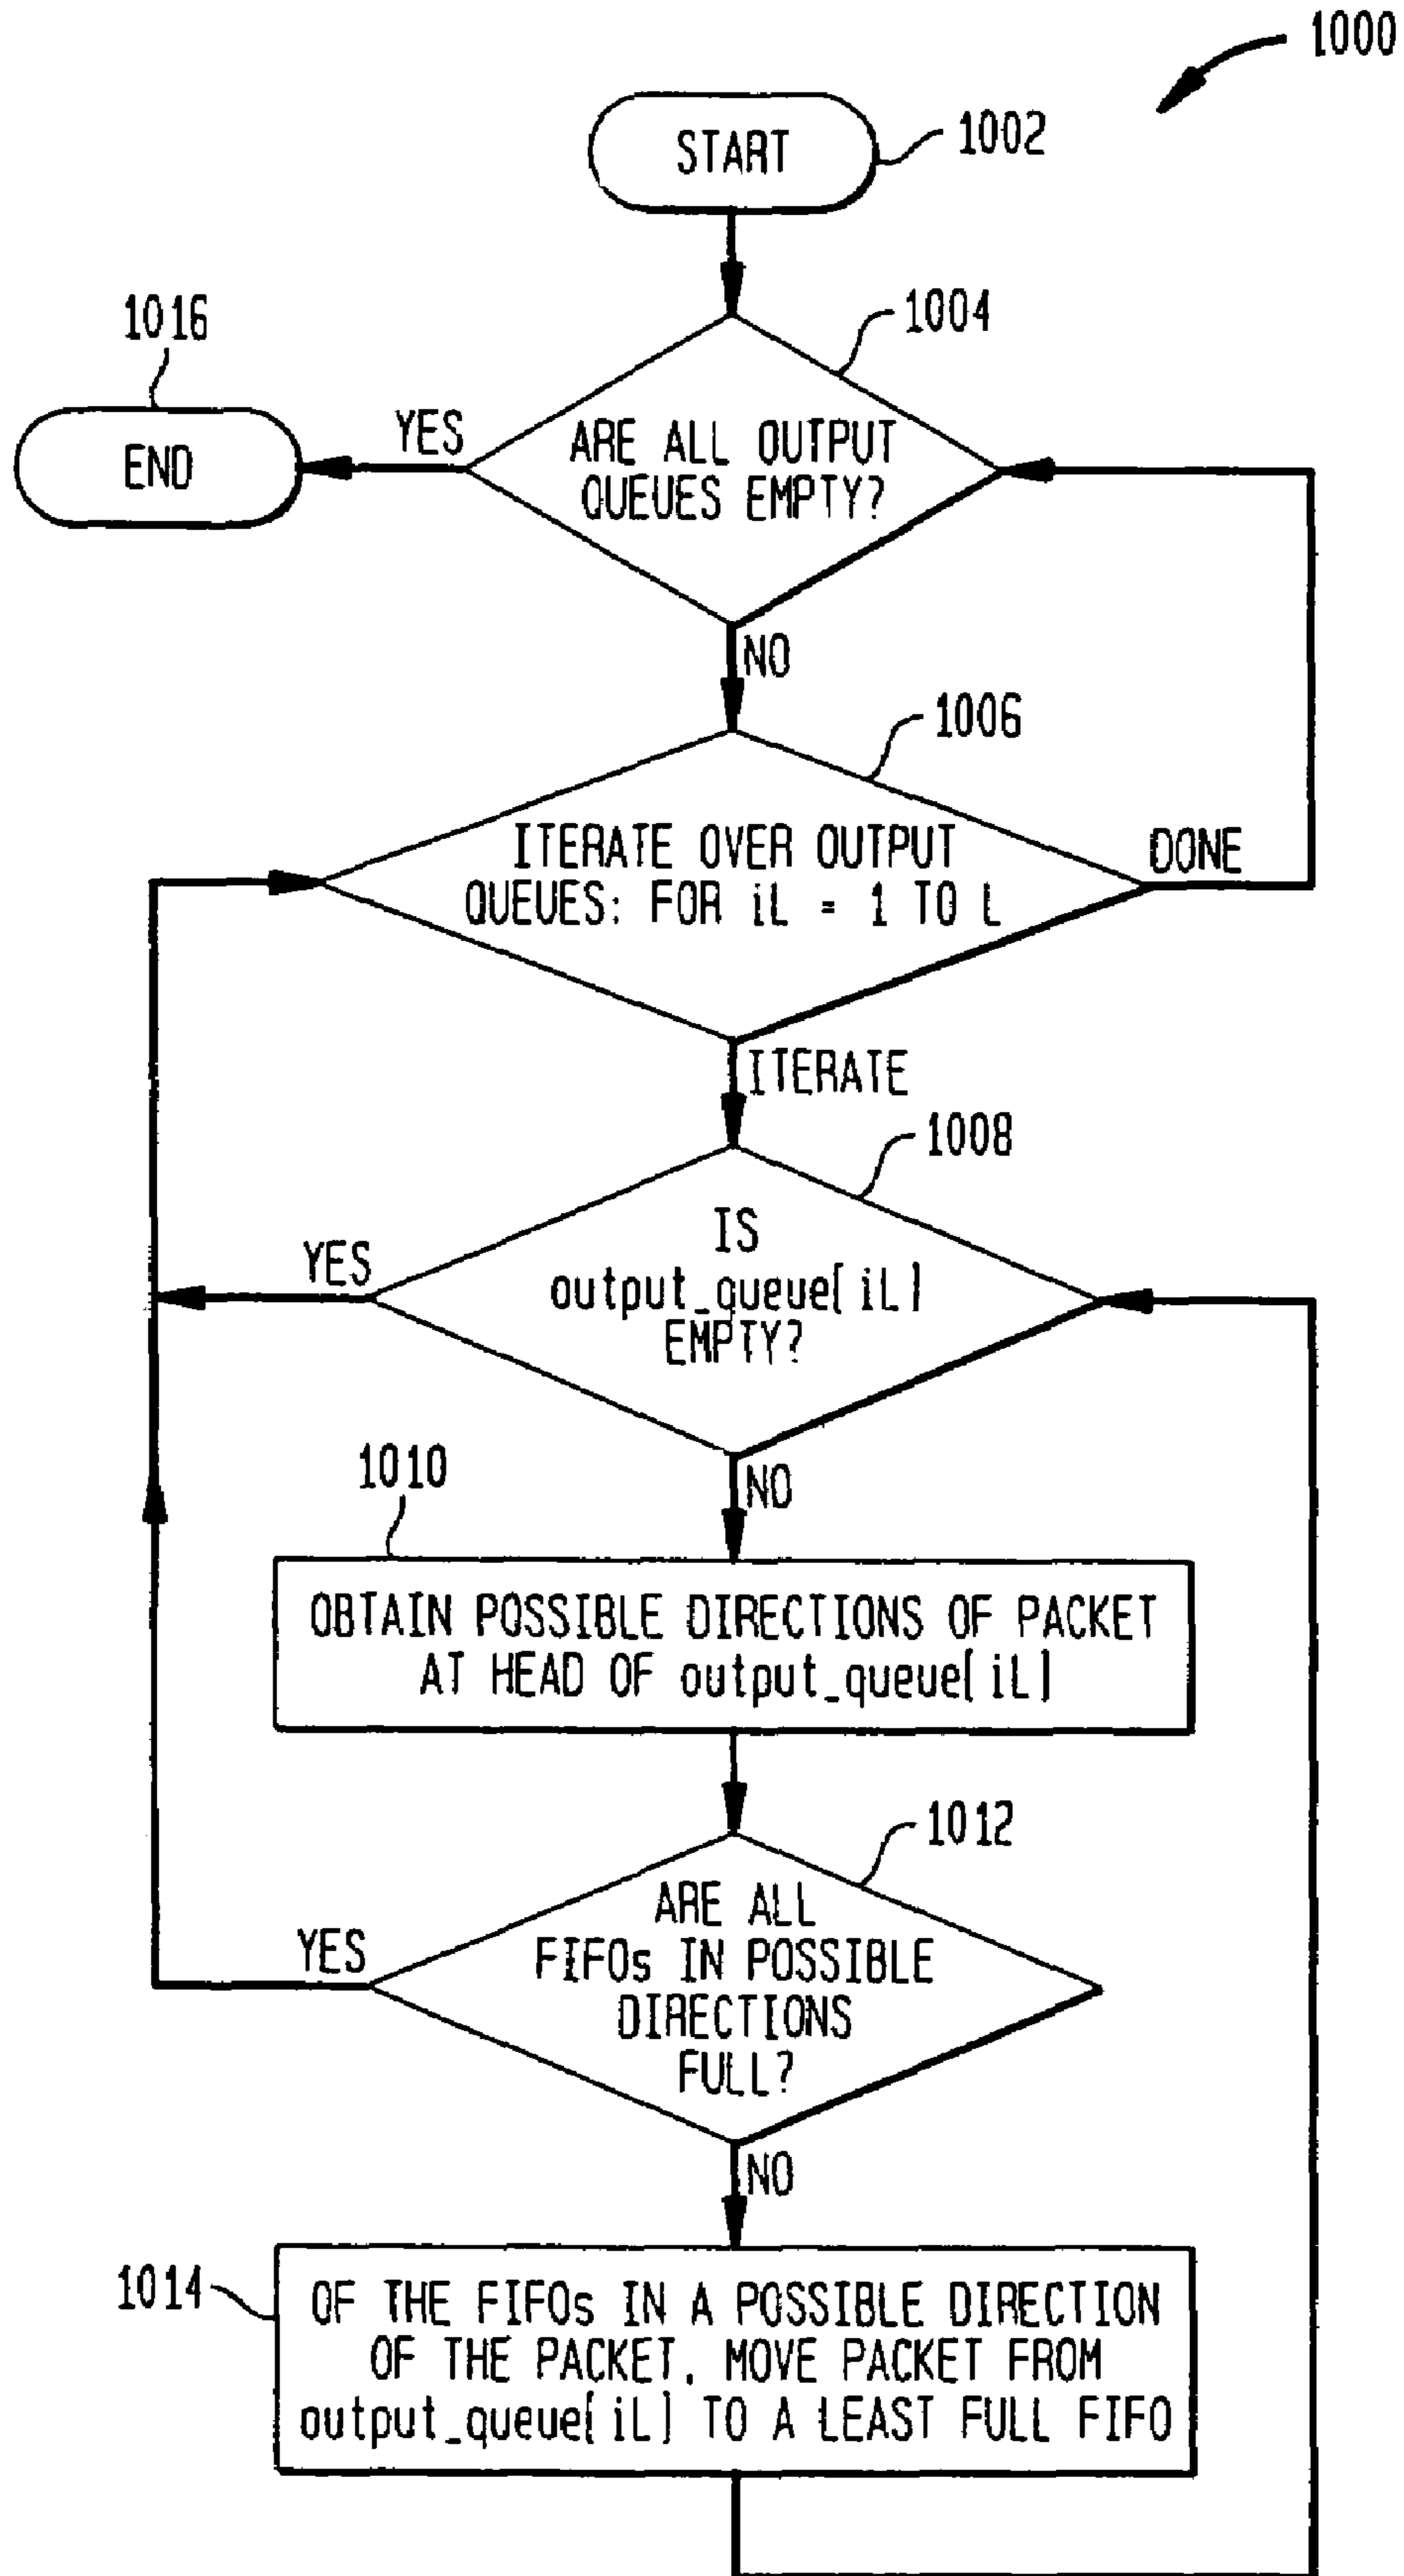 1000
START
1002
1016
1004
END
YES
ARE ALL OUTPUT
QUEUES EMPTY?
NO
1006
ITERATE OVER OUTPUT
QUEUES: FOR iL = 1 TO L
DONE
ITERATE
1008
IS
output_queue[iL]
EMPTY?
YES
NO
1010
OBTAIN POSSIBLE DIRECTIONS OF PACKET
AT HEAD OF output_queue[iL]
1012
ARE ALL
FIFOs IN POSSIBLE
DIRECTIONS
FULL?
YES
NO
1014
OF THE FIFOs IN A POSSIBLE DIRECTION
OF THE PACKET, MOVE PACKET FROM
output_queue[iL] TO A LEAST FULL FIFO